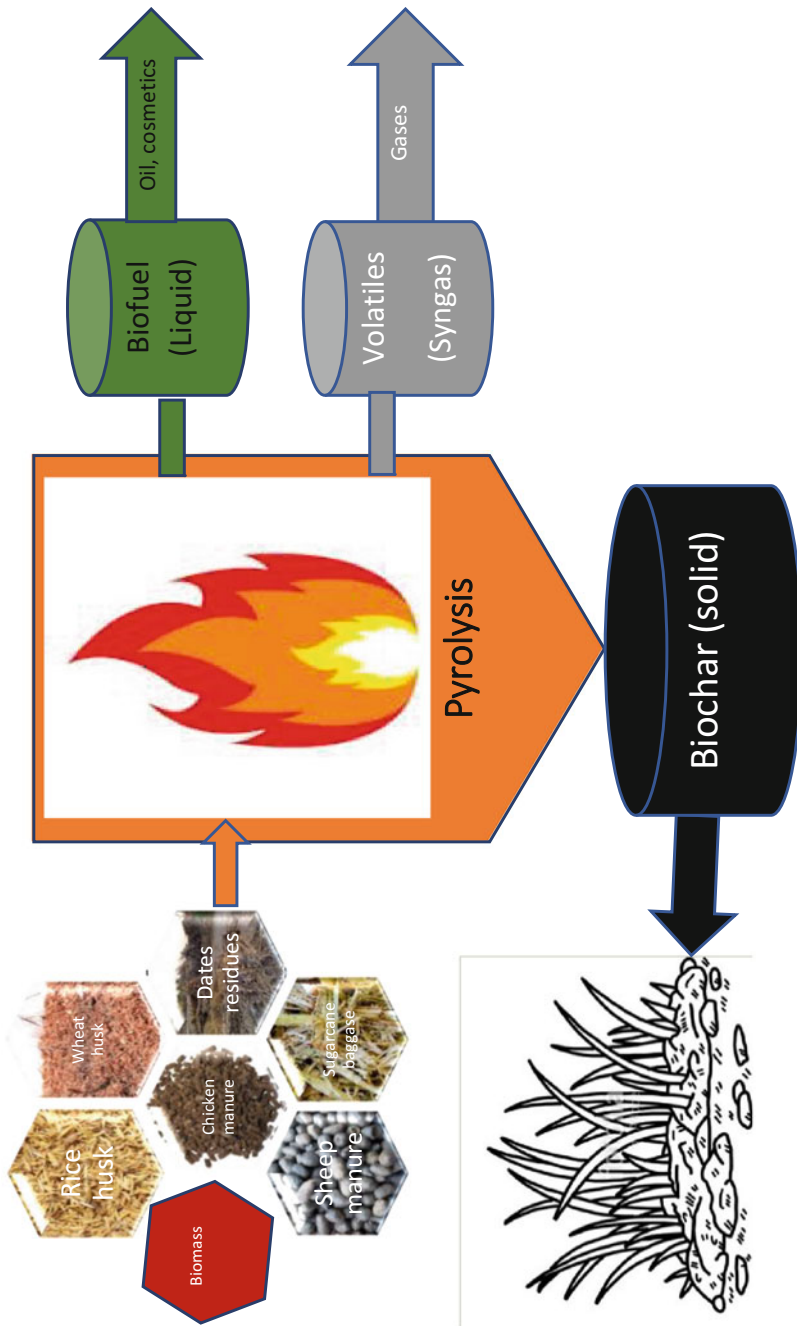 Biomass
Rice
husk
Wheat
husk
Chicken
manure
Dates
residues
Sheep
manure
Sugarcane
baggase
Pyrolysis
Biofuel
(Liquid)
Oil, cosmetics
Volatiles
(Syngas)
Gases
Biochar (solid)